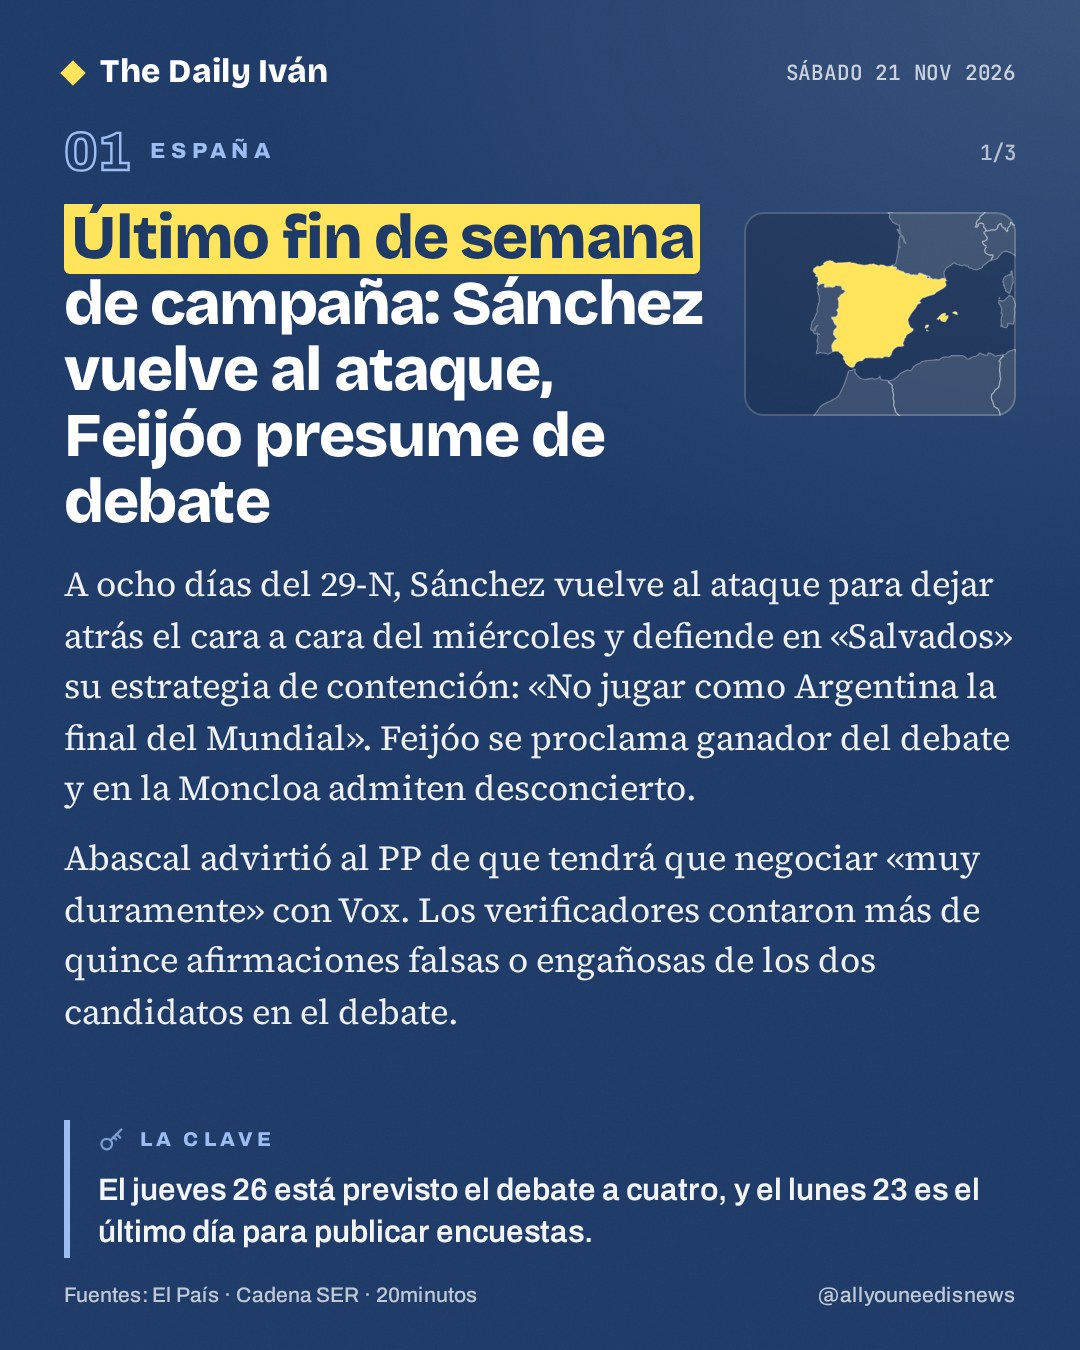 The Daily Iván
SÁBADO 21 NOV 2026
01 ESPAÑA
1/3
Último fin de semana
de campaña: Sánchez
vuelve al ataque,
Feijóo presume de
debate
A ocho días del 29-N, Sánchez vuelve al ataque para dejar
atrás el cara a cara del miércoles y defiende en «Salvados»
su estrategia de contención: «No jugar como Argentina la
final del Mundial». Feijóo se proclama ganador del debate
y en la Moncloa admiten desconcierto.
Abascal advirtió al PP de que tendrá que negociar «muy
duramente» con Vox. Los verificadores contaron más de
quince afirmaciones falsas o engañosas de los dos
candidatos en el debate.
LA CLAVE
El jueves 26 está previsto el debate a cuatro, y el lunes 23 es el
último día para publicar encuestas.
Fuentes: El País · Cadena SER · 20minutos
@allyouneedisnews